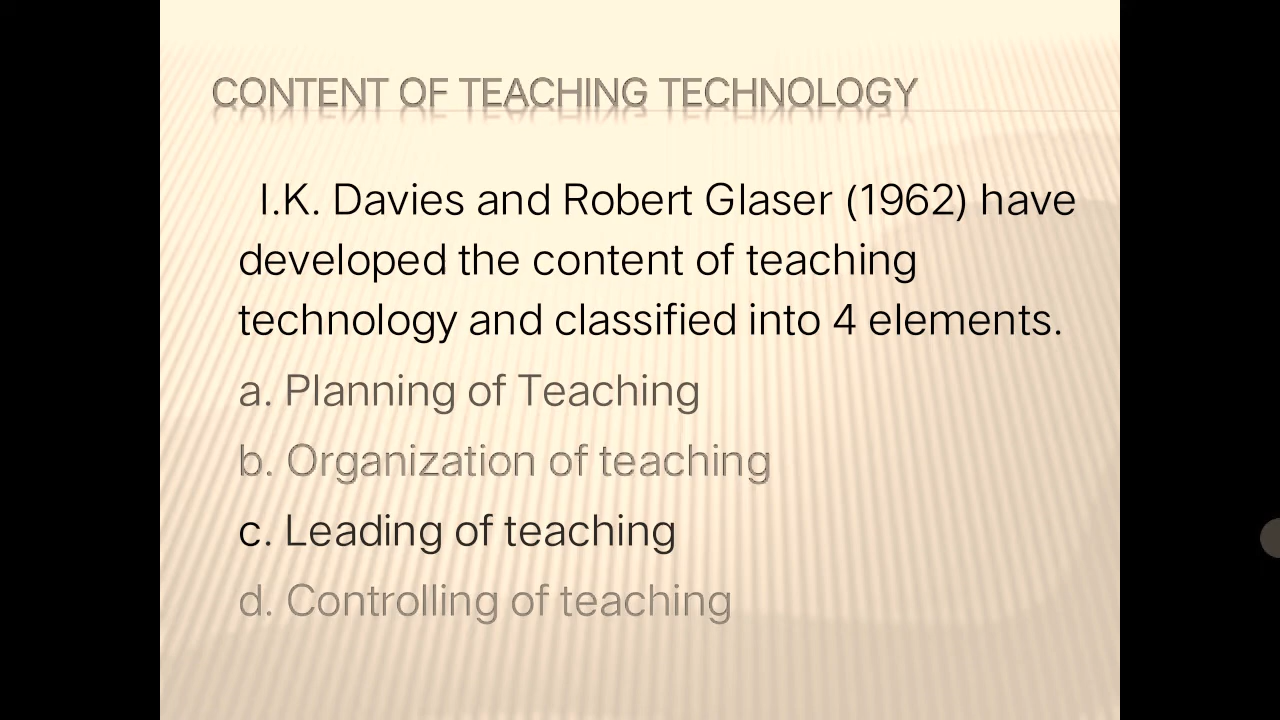 CONTENT OF TEACHING TECHNOLOGY
I.K. Davies and Robert Glaser (1962) have
developed the content of teaching
technology and classified into 4 elements.
a. Planning of Teaching
b. Organization of teaching
c. Leading of teaching
d. Controlling of teaching